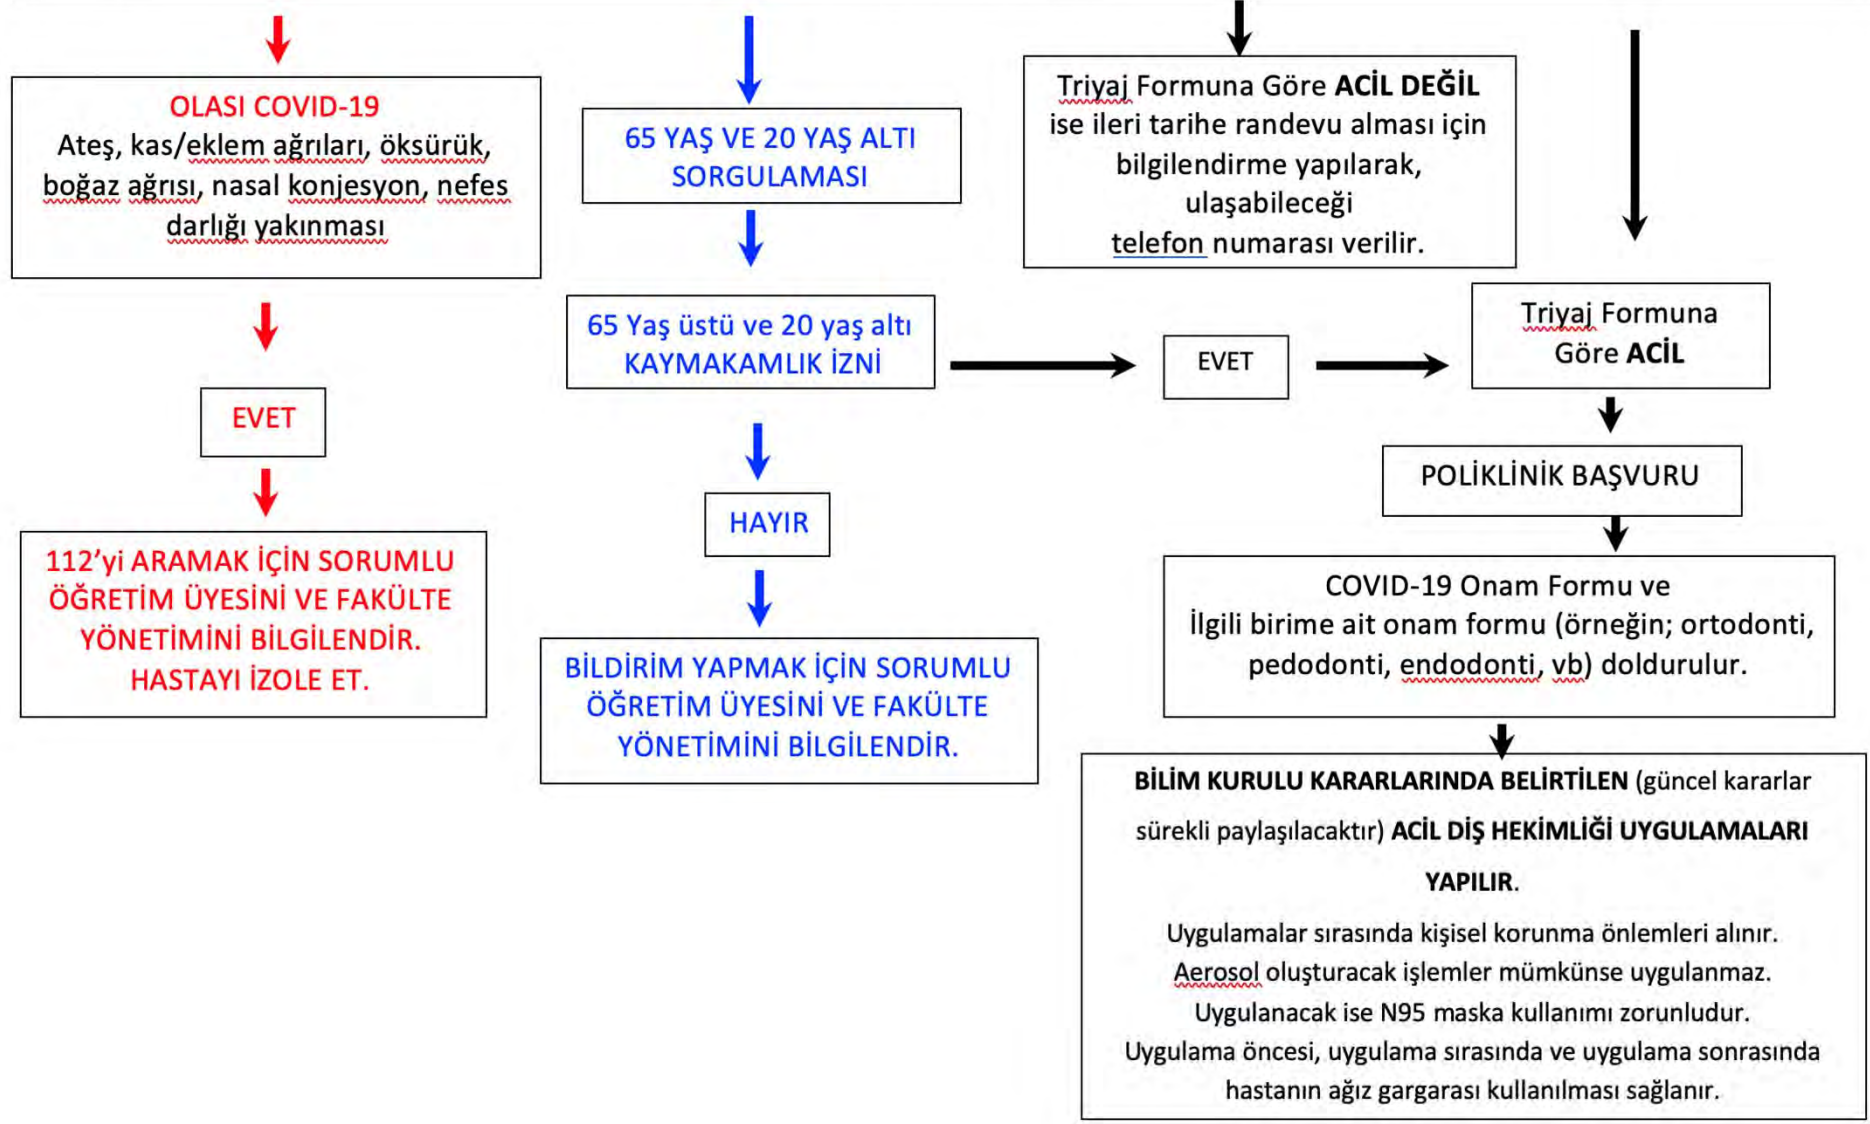 OLASI COVID-19
Ateş, kas/eklem ağrıları, öksürük,
boğaz ağrısı, nasal konjesyon, nefes
darlığı yakınması
EVET
112’yi ARAMAK İÇİN SORUMLU
ÖĞRETİM ÜYESİNİ VE FAKÜLTE
YÖNETİMİNİ BİLGİLENDİR.
HASTAYI İZOLE ET.
65 YAŞ VE 20 YAŞ ALTI
SORGULAMASI
65 Yaş üstü ve 20 yaş altı
KAYMAKAMLIK İZNİ
HAYIR
BİLDİRİM YAPMAK İÇİN SORUMLU
ÖĞRETİM ÜYESİNİ VE FAKÜLTE
YÖNETİMİNİ BİLGİLENDİR.
Triyaj Formuna Göre ACİL DEĞİL
ise ileri tarihe randevu alması için
bilgilendirme yapılarak,
ulaşabileceği
telefon numarası verilir.
EVET
Triyaj Formuna
Göre ACİL
POLİKLİNİK BAŞVURU
COVID-19 Onam Formu ve
İlgili birime ait onam formu (örneğin; ortodonti,
pedodonti, endodonti, vb) doldurulur.
BİLİM KURULU KARARLARINDA BELİRTİLEN (güncel kararlar
sürekli paylaşılacaktır) ACİL DİŞ HEKİMLİĞİ UYGULAMALARI
YAPILIR.
Uygulamalar sırasında kişisel korunma önlemleri alınır.
Aerosol oluşturacak işlemler mümkünse uygulanmaz.
Uygulanacak ise N95 maska kullanımı zorunludur.
Uygulama öncesi, uygulama sırasında ve uygulama sonrasında
hastanın ağız gargarası kullanılması sağlanır.